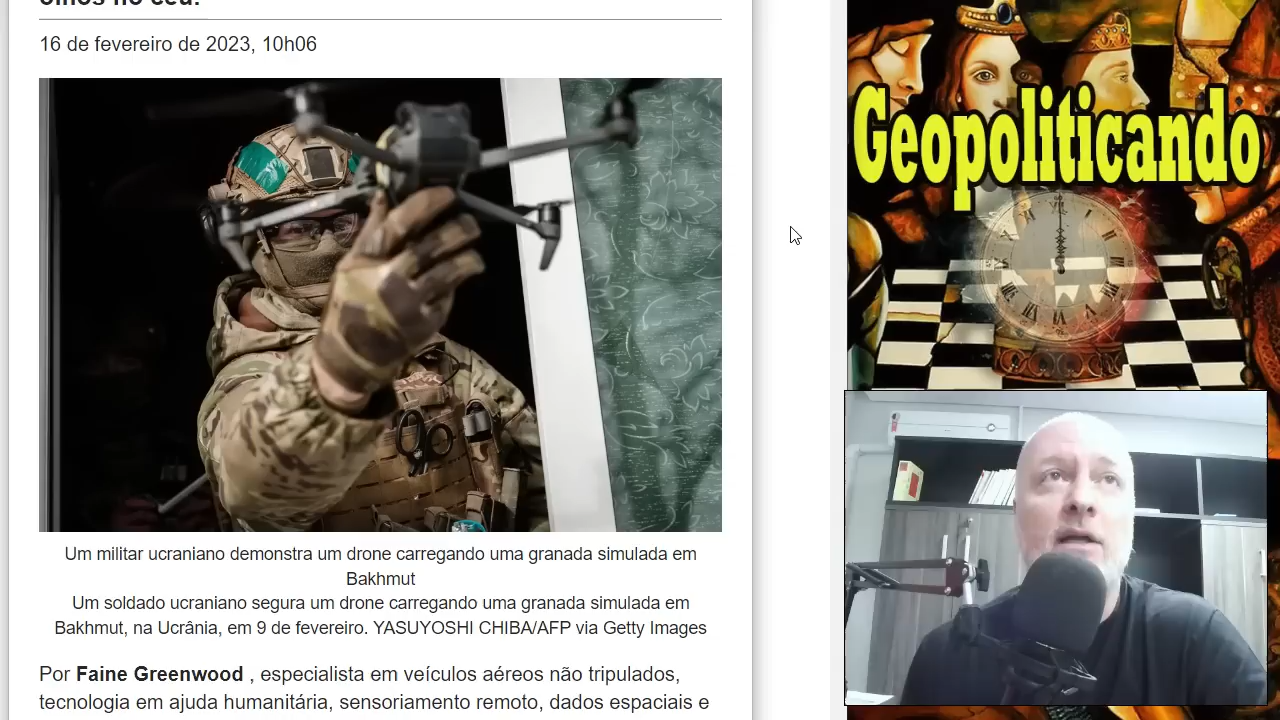 16 de fevereiro de 2023, 10h06
Geopoliticando
Um militar ucraniano demonstra um drone carregando uma granada simulada em
Bakhmut
Um soldado ucraniano segura um drone carregando uma granada simulada em
Bakhmut, na Ucrânia, em 9 de fevereiro. YASUYOSHI CHIBA/AFP via Getty Images
Por Faine Greenwood , especialista em veículos aéreos não tripulados,
tecnologia em ajuda humanitária, sensoriamento remoto, dados espaciais e